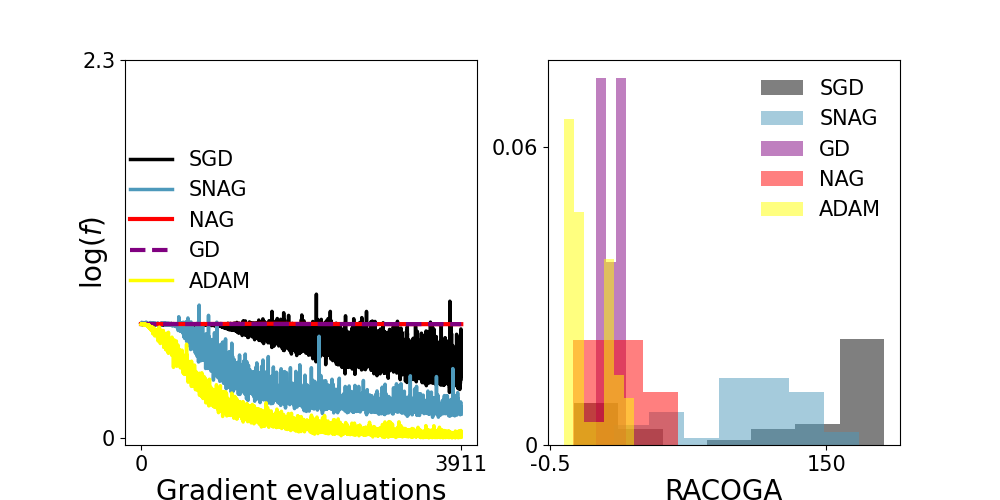 2.3
log(f)
SGD
SNAG
NAG
GD
ADAM
0
0
3911
Gradient evaluations
0.06
0
SGD
SNAG
GD
NAG
ADAM
-0.5
150
RACOGA